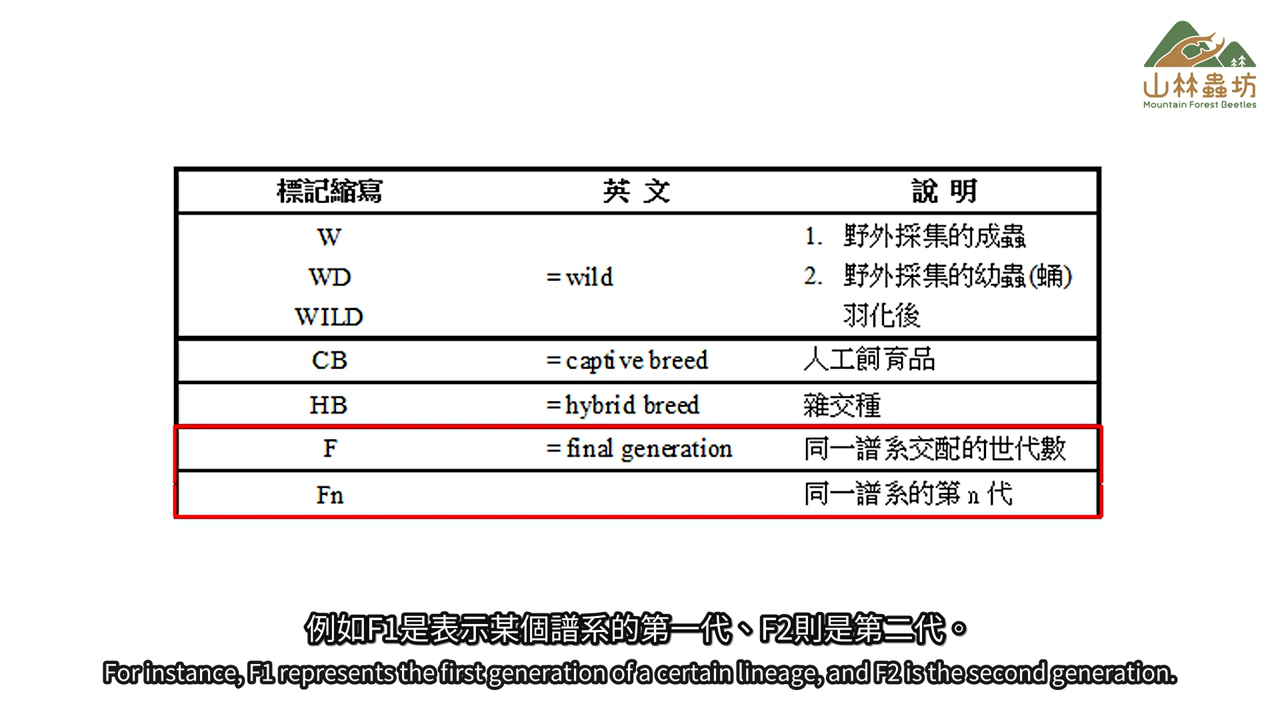 山林蟲坊
Mountain Forest Beetles
標記縮寫 英文 說明
W 1. 野外採集的成蟲
WD =wild 2. 野外採集的幼蟲(蛹)
WILD 羽化後
CB =captive breed 人工飼育品
HB =hybrid breed 雜交種
F =final generation 同一譜系交配的世代數
Fn 同一譜系的第 n 代
例如F1是表示某個譜系的第一代、F2則是第二代。
For instance, F1 represents the first generation of a certain lineage, and F2 is the second generation.